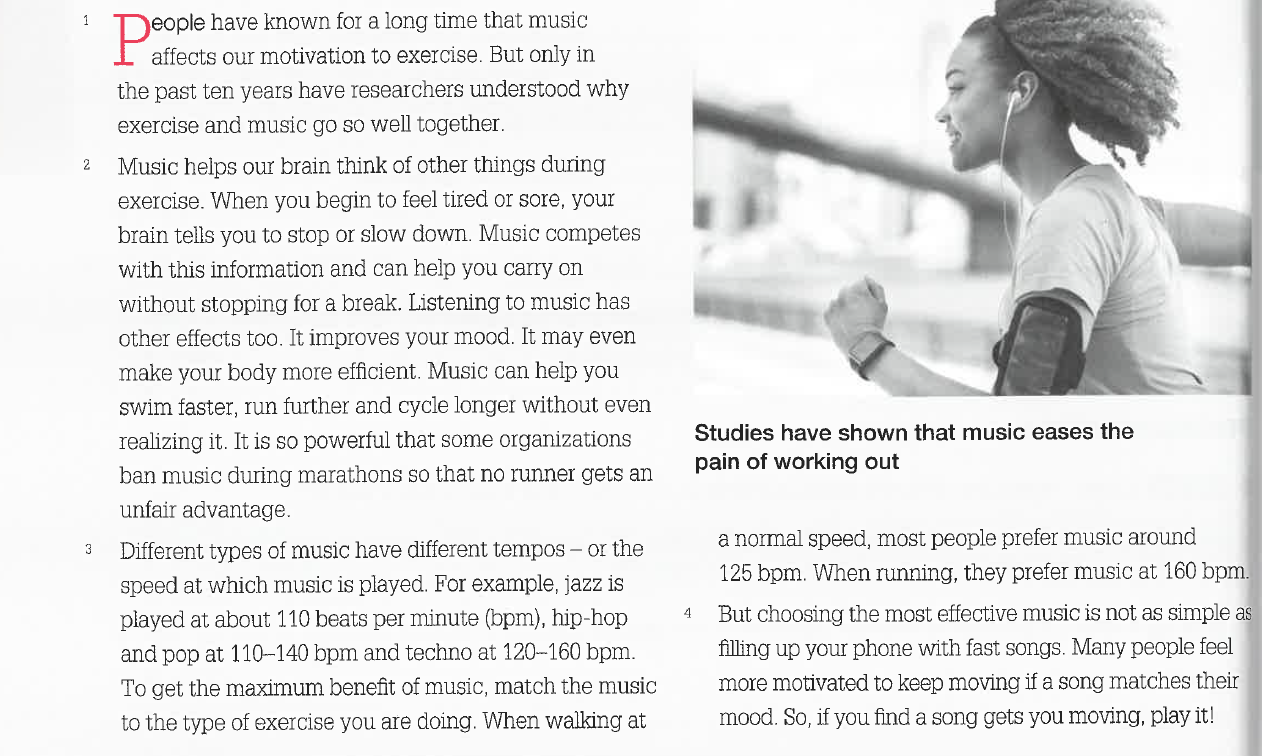 1 People have known for a long time that music
affects our motivation to exercise. But only in
the past ten years have researchers understood why
exercise and music go so well together.
2 Music helps our brain think of other things during
exercise. When you begin to feel tired or sore, your
brain tells you to stop or slow down. Music competes
with this information and can help you carry on
without stopping for a break. Listening to music has
other effects too. It improves your mood. It may even
make your body more efficient. Music can help you
swim faster, run further and cycle longer without even
realizing it. It is so powerful that some organizations
ban music during marathons so that no runner gets an
unfair advantage.
3 Different types of music have different tempos – or the
speed at which music is played. For example, jazz is
played at about 110 beats per minute (bpm), hip-hop
and pop at 110–140 bpm and techno at 120–160 bpm.
To get the maximum benefit of music, match the music
to the type of exercise you are doing. When walking at
Studies have shown that music eases the
pain of working out
a normal speed, most people prefer music around
125 bpm. When running, they prefer music at 160 bpm.
4 But choosing the most effective music is not as simple as
filling up your phone with fast songs. Many people feel
more motivated to keep moving if a song matches their
mood. So, if you find a song gets you moving, play it!